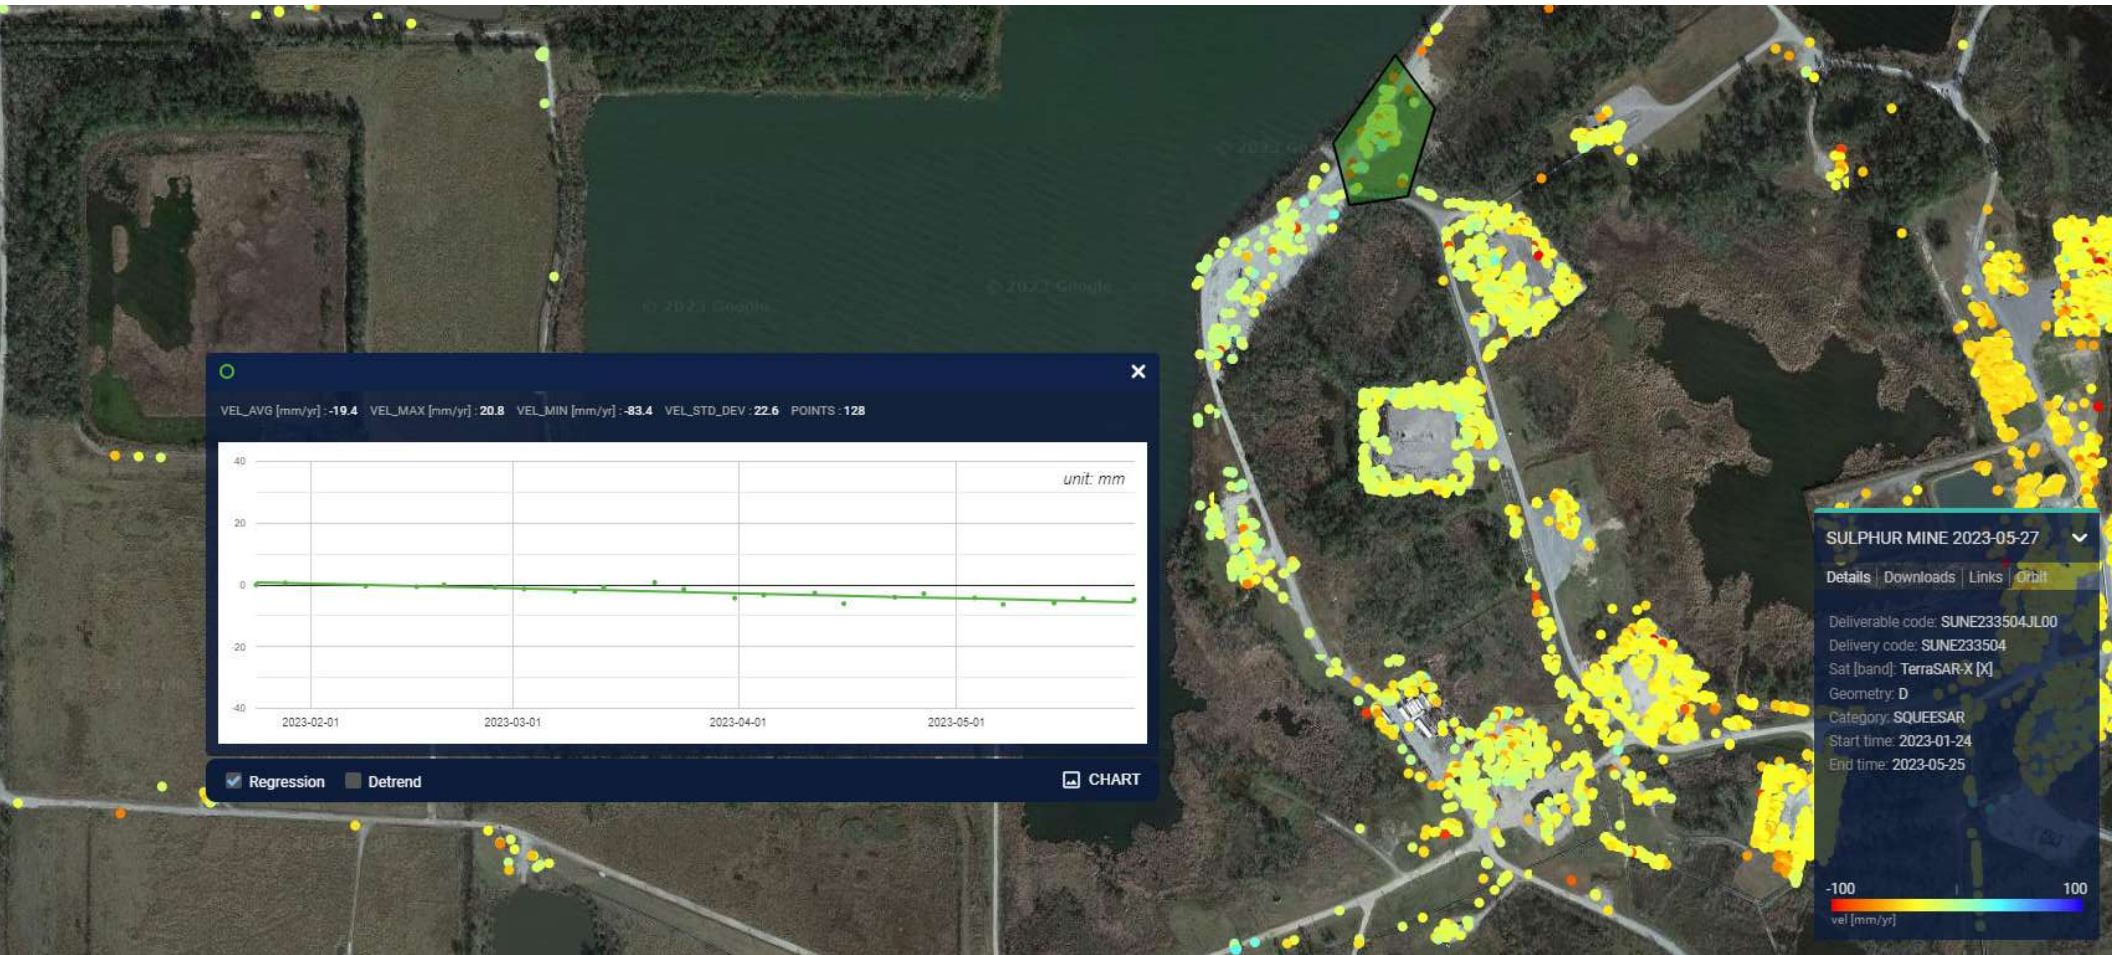 © 2023 Google
© 2023 Google
VEL_AVG [mm/yr] : -19.4 VEL_MAX [mm/yr] : 20.8 VEL_MIN [mm/yr] : -83.4 VEL_STD_DEV : 22.6 POINTS : 128
unit: mm
40
20
0
-20
-40
2023-02-01 2023-03-01 2023-04-01 2023-05-01
Regression Detrend CHART
SULPHUR MINE 2023-05-27
Details | Downloads | Links | Orbit
Deliverable code: SUNE233504JL00
Delivery code: SUNE233504
Sat [band]: TerraSAR-X [X]
Geometry: D
Category: SQUEESAR
Start time: 2023-01-24
End time: 2023-05-25
-100 100
vel [mm/yr]